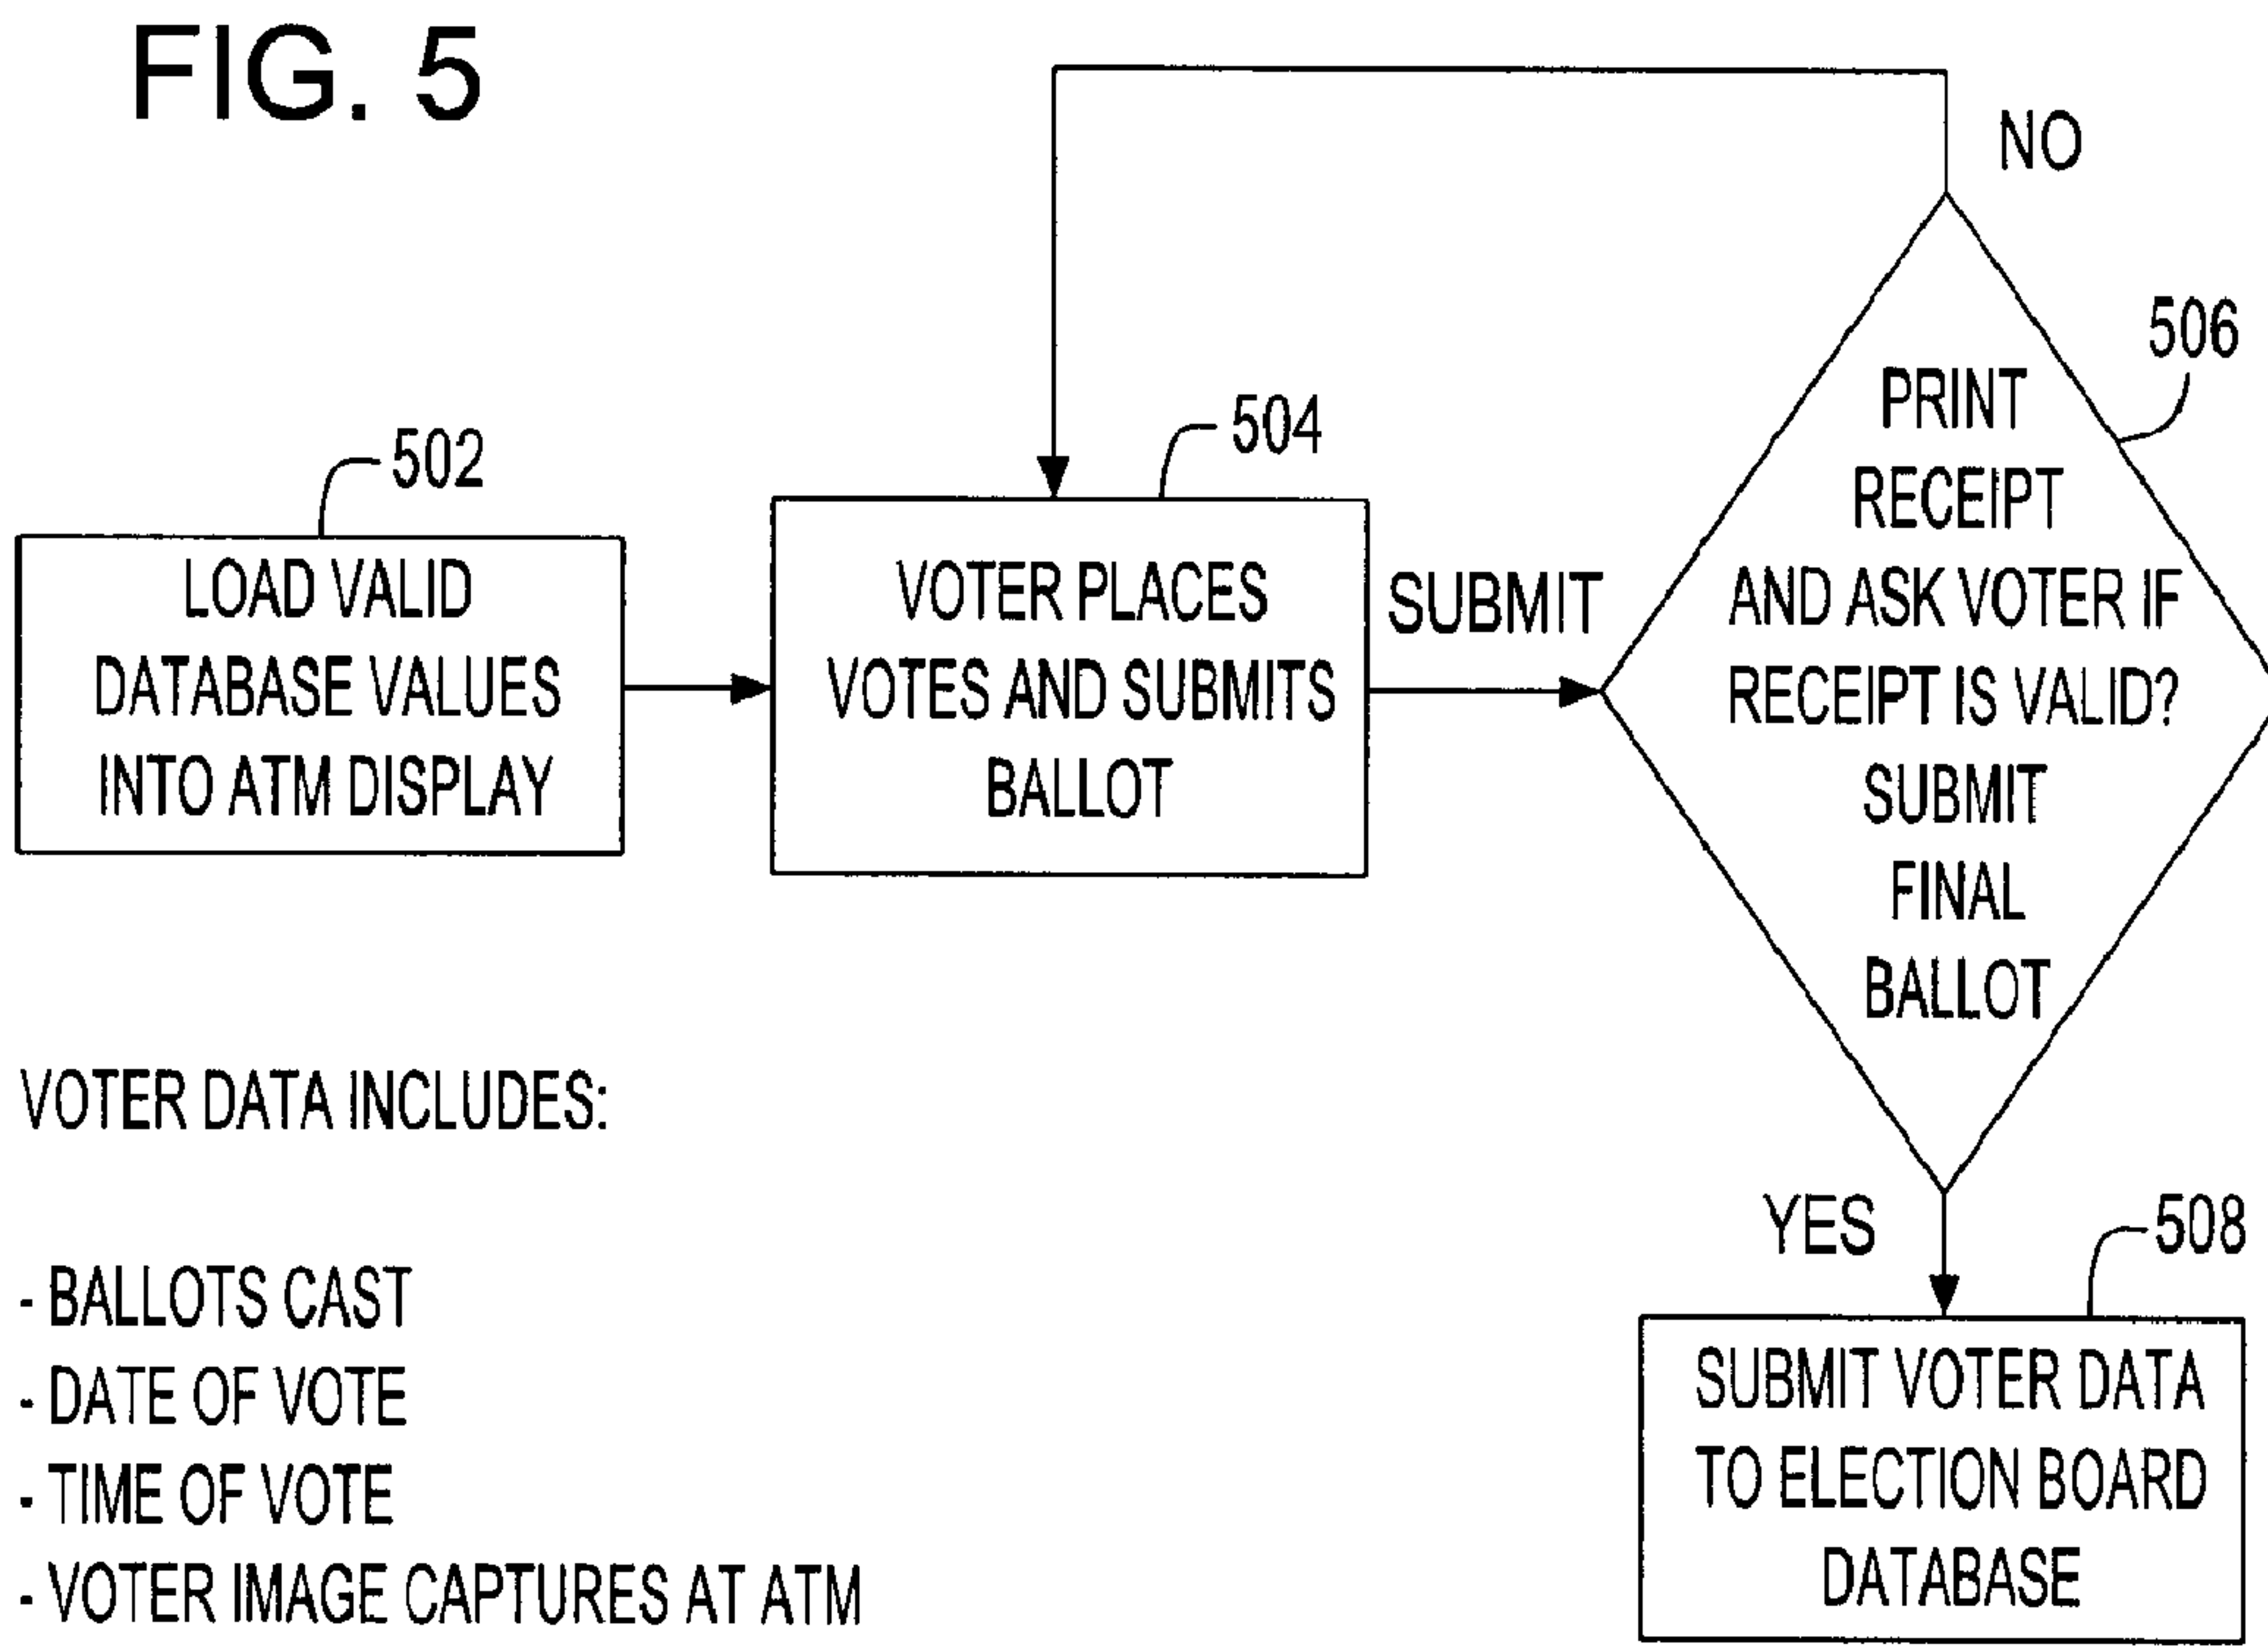 FIG. 5
NO
506
502
504
LOAD VALID
DATABASE VALUES
INTO ATM DISPLAY
VOTER PLACES
VOTES AND SUBMITS
BALLOT
SUBMIT
PRINT
RECEIPT
AND ASK VOTER IF
RECEIPT IS VALID?
SUBMIT
FINAL
BALLOT
YES
508
SUBMIT VOTER DATA
TO ELECTION BOARD
DATABASE
VOTER DATA INCLUDES:
- BALLOTS CAST
- DATE OF VOTE
- TIME OF VOTE
- VOTER IMAGE CAPTURES AT ATM